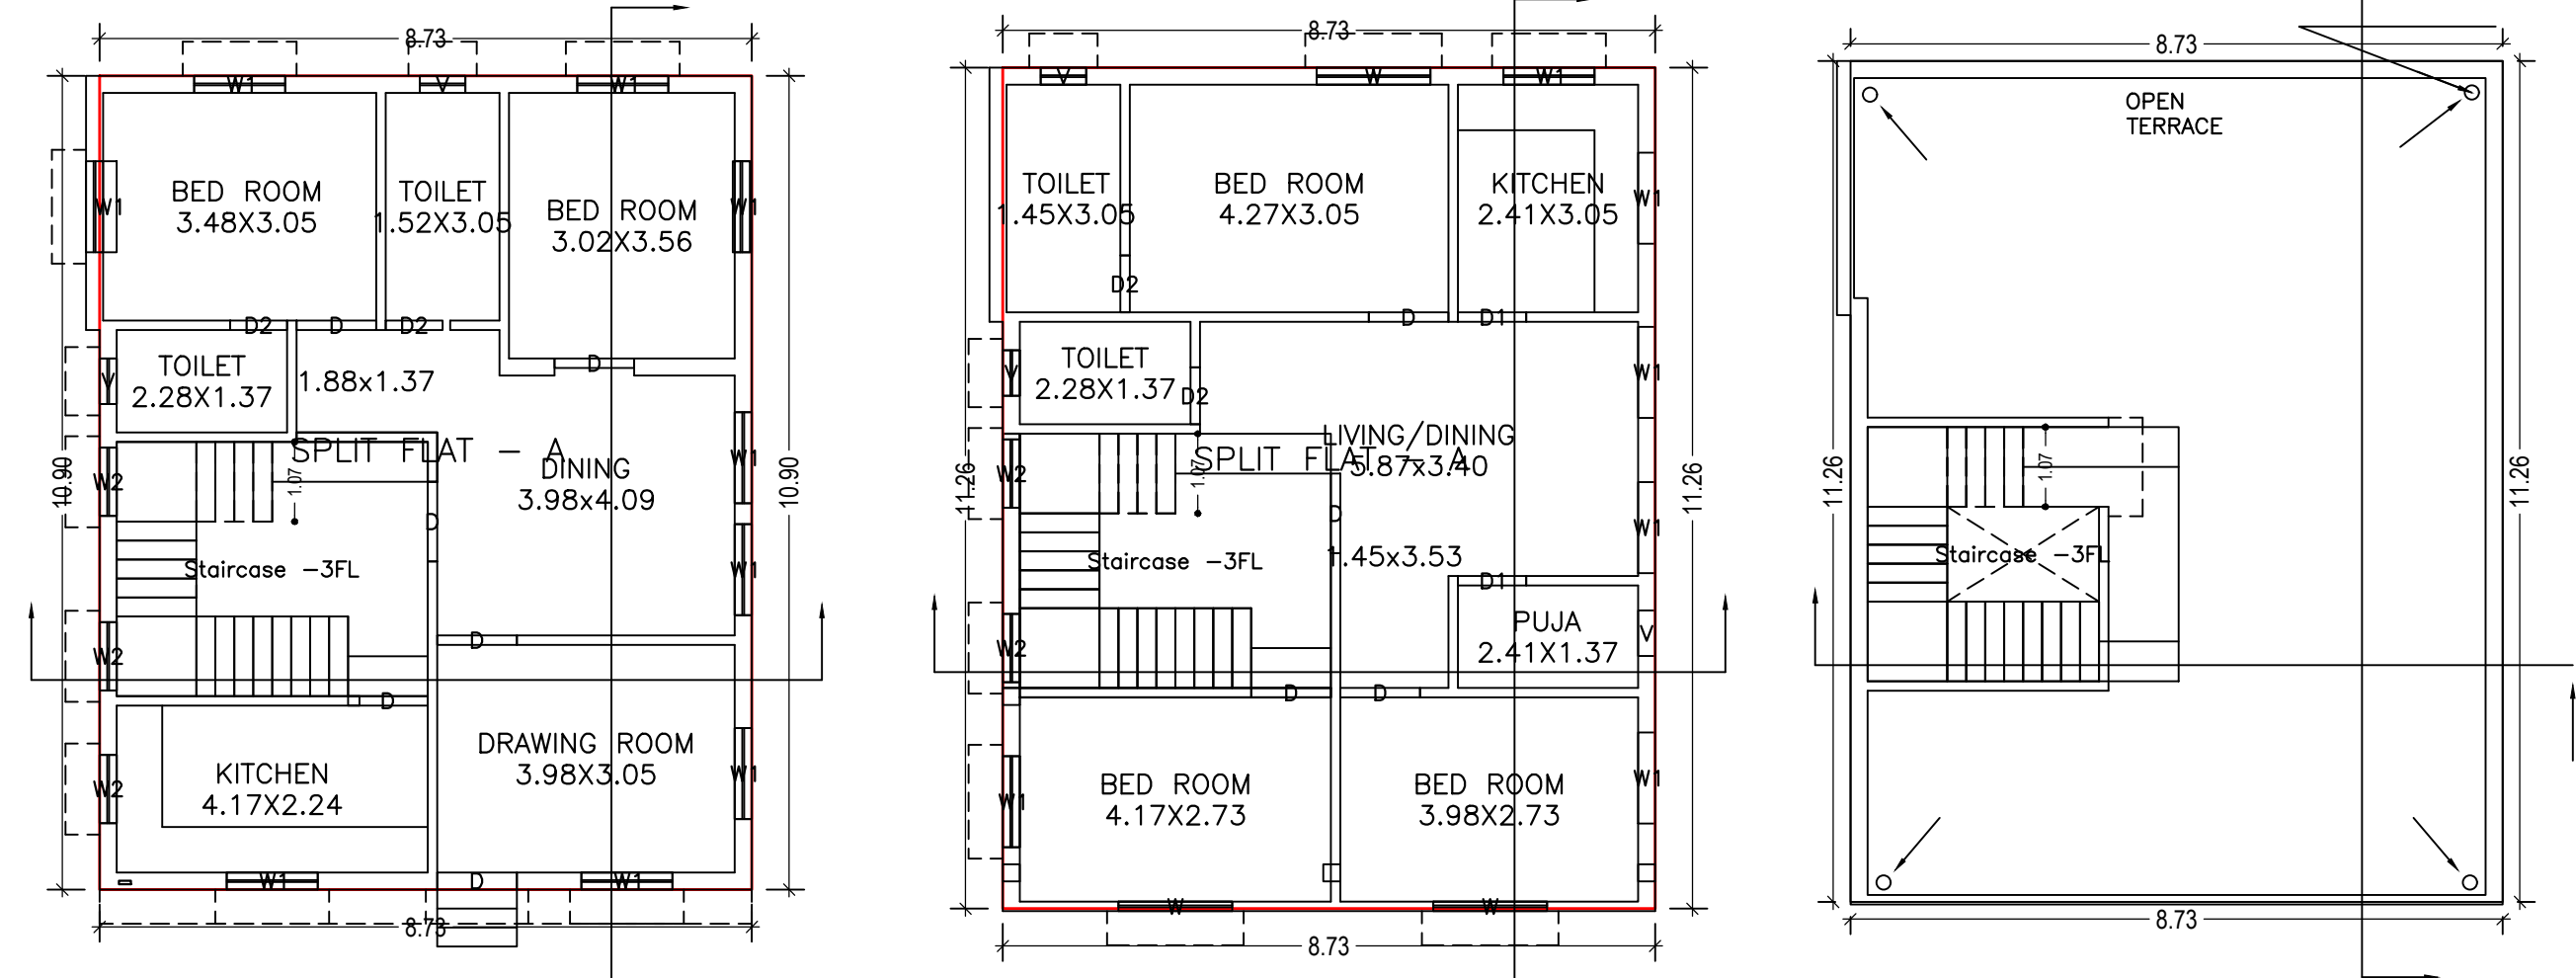 8.73
W1
V
W1
W1
BED ROOM
3.48X3.05
TOILET
1.52X3.05
BED ROOM
3.02X3.56
W1
D2
D
D2
V
TOILET
2.28X1.37
1.88x1.37
D
SPLIT FLAT - A
10.90
W2
1.07
DINING
3.98x4.09
W1
10.90
D
Staircase -3FL
W1
W2
D
D
W2
KITCHEN
4.17X2.24
DRAWING ROOM
3.98X3.05
W1
W1
D
W1
8.73
8.73
V
W
W1
TOILET
1.45X3.05
BED ROOM
4.27X3.05
KITCHEN
2.41X3.05
W1
D2
D
D1
V
TOILET
2.28X1.37
D2
W1
LIVING/DINING
5.87x3.40
SPLIT FLAT - A
11.26
W2
1.07
11.26
D
W1
Staircase -3FL
1.45x3.53
D1
W2
PUJA
2.41X1.37
V
D
D
W1
BED ROOM
4.17X2.73
BED ROOM
3.98X2.73
W1
W
W
8.73
8.73
OPEN
TERRACE
11.26
1.07
11.26
Staircase -3FL
8.73